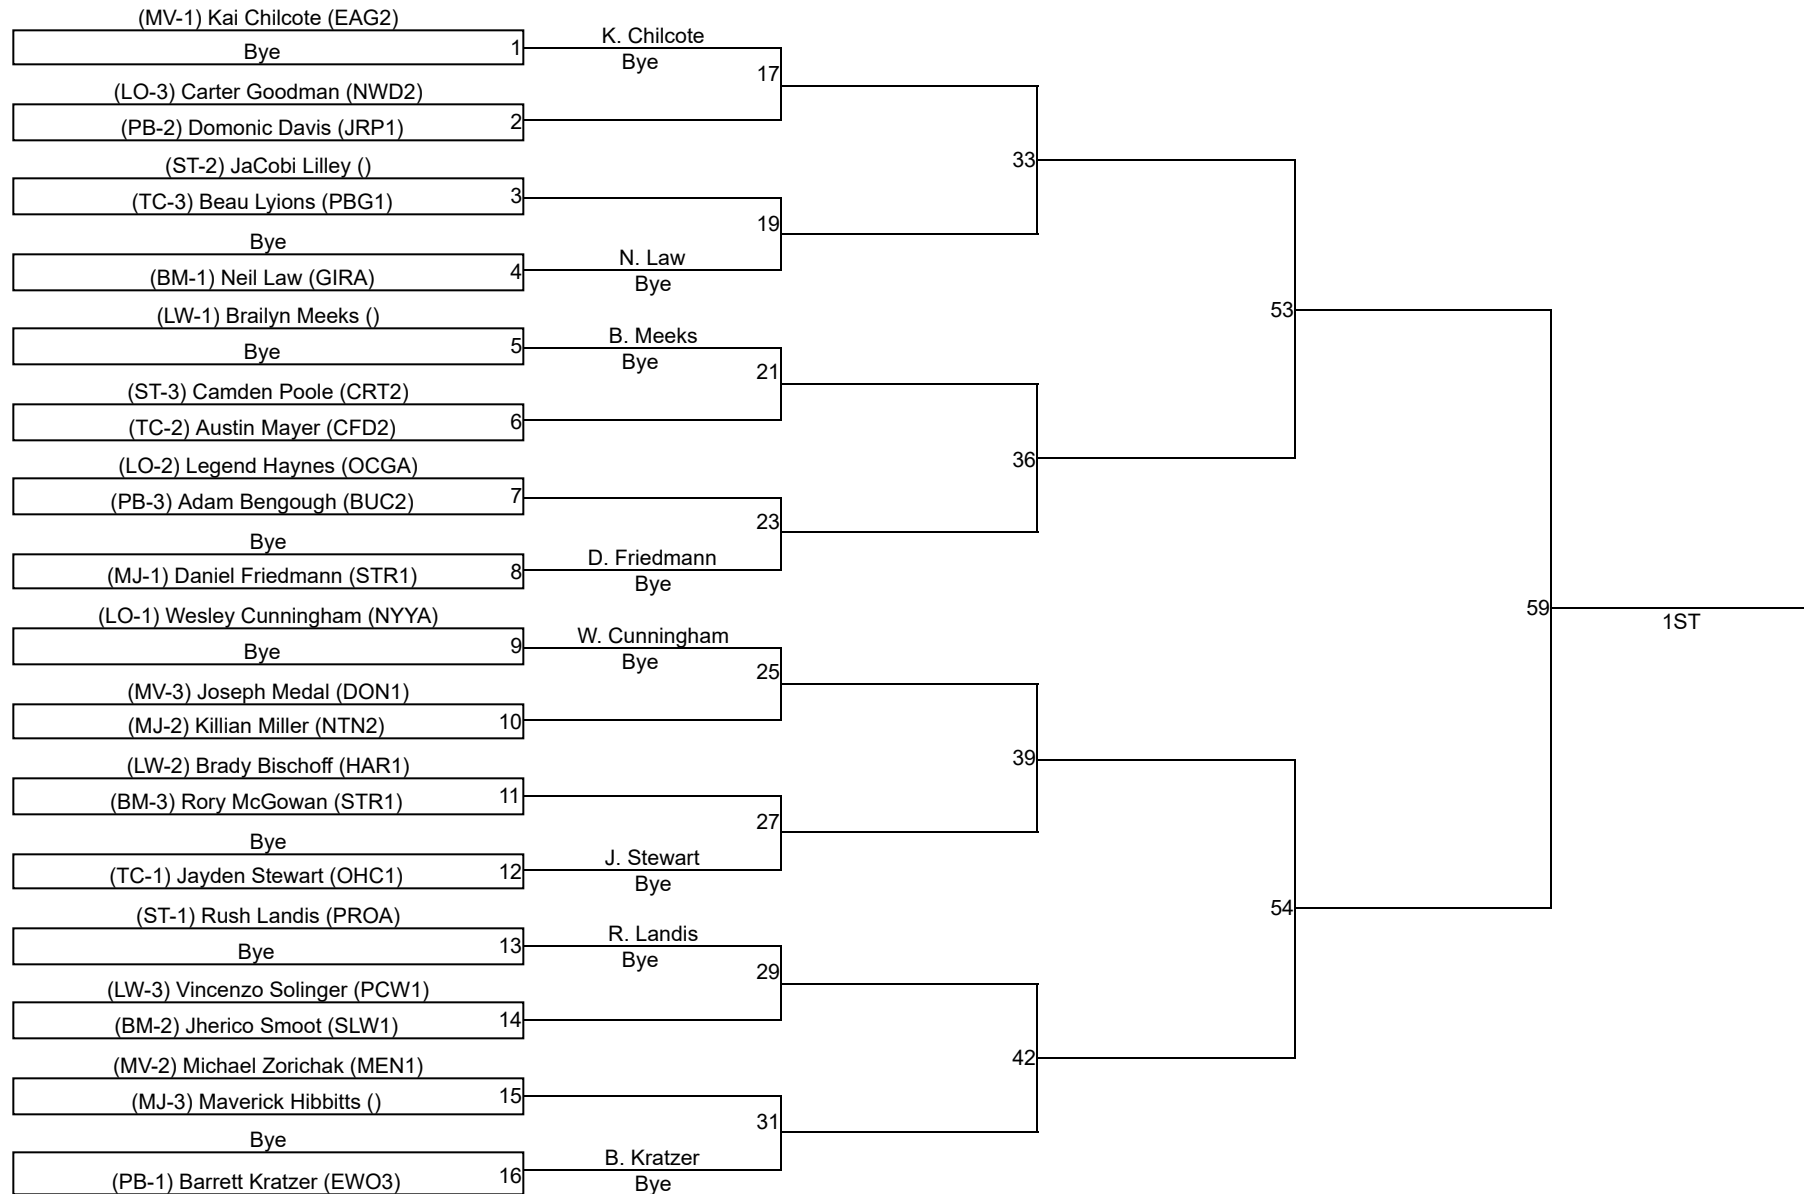 (MV-1) Kai Chilcote (EAG2)
Bye
1
K. Chilcote
Bye
17
(LO-3) Carter Goodman (NWD2)
(PB-2) Domonic Davis (JRP1)
2
33
(ST-2) JaCobi Lilley ()
(TC-3) Beau Lyions (PBG1)
3
19
Bye
(BM-1) Neil Law (GIRA)
4
N. Law
Bye
53
(LW-1) Brailyn Meeks ()
Bye
5
B. Meeks
Bye
21
(ST-3) Camden Poole (CRT2)
(TC-2) Austin Mayer (CFD2)
6
36
(LO-2) Legend Haynes (OCGA)
(PB-3) Adam Bengough (BUC2)
7
23
Bye
(MJ-1) Daniel Friedmann (STR1)
8
D. Friedmann
Bye
59
1ST
(LO-1) Wesley Cunningham (NYYA)
Bye
9
W. Cunningham
Bye
25
(MV-3) Joseph Medal (DON1)
(MJ-2) Killian Miller (NTN2)
10
39
(LW-2) Brady Bischoff (HAR1)
(BM-3) Rory McGowan (STR1)
11
27
Bye
(TC-1) Jayden Stewart (OHC1)
12
J. Stewart
Bye
54
(ST-1) Rush Landis (PROA)
Bye
13
R. Landis
Bye
29
(LW-3) Vincenzo Solinger (PCW1)
(BM-2) Jherico Smoot (SLW1)
14
42
(MV-2) Michael Zorichak (MEN1)
(MJ-3) Maverick Hibbitts ()
15
31
Bye
(PB-1) Barrett Kratzer (EWO3)
16
B. Kratzer
Bye